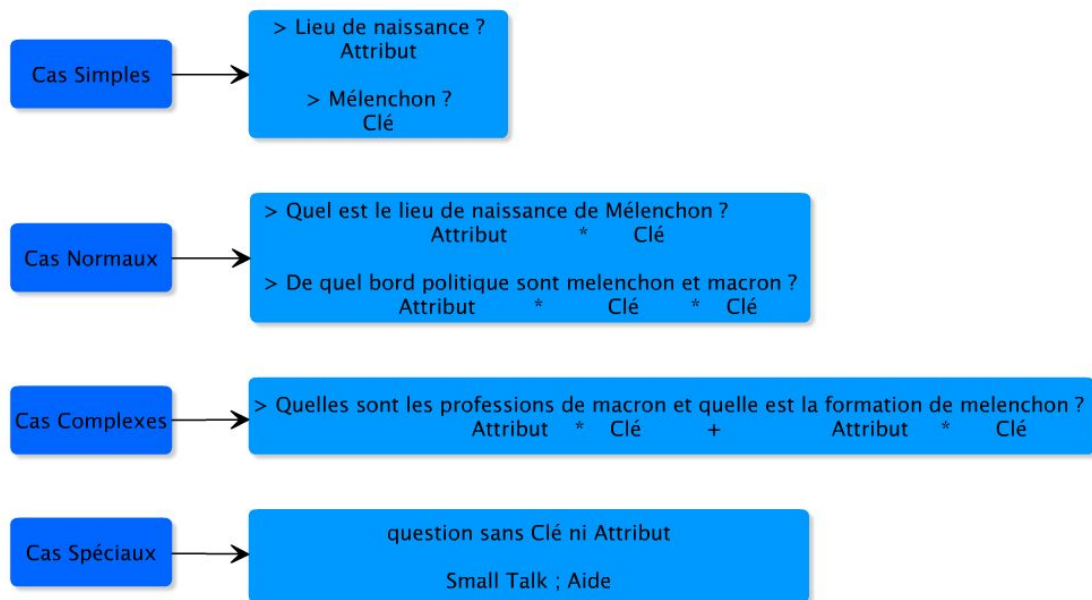 Cas Simples
> Lieu de naissance ?
Attribut
> Mélenchon ?
Clé
Cas Normaux
> Quel est le lieu de naissance de Mélenchon ?
Attribut * Clé
> De quel bord politique sont melenchon et macron ?
Attribut * Clé * Clé
Cas Complexes
> Quelles sont les professions de macron et quelle est la formation de melenchon ?
Attribut * Clé + Attribut * Clé
Cas Spéciaux
question sans Clé ni Attribut
Small Talk ; Aide